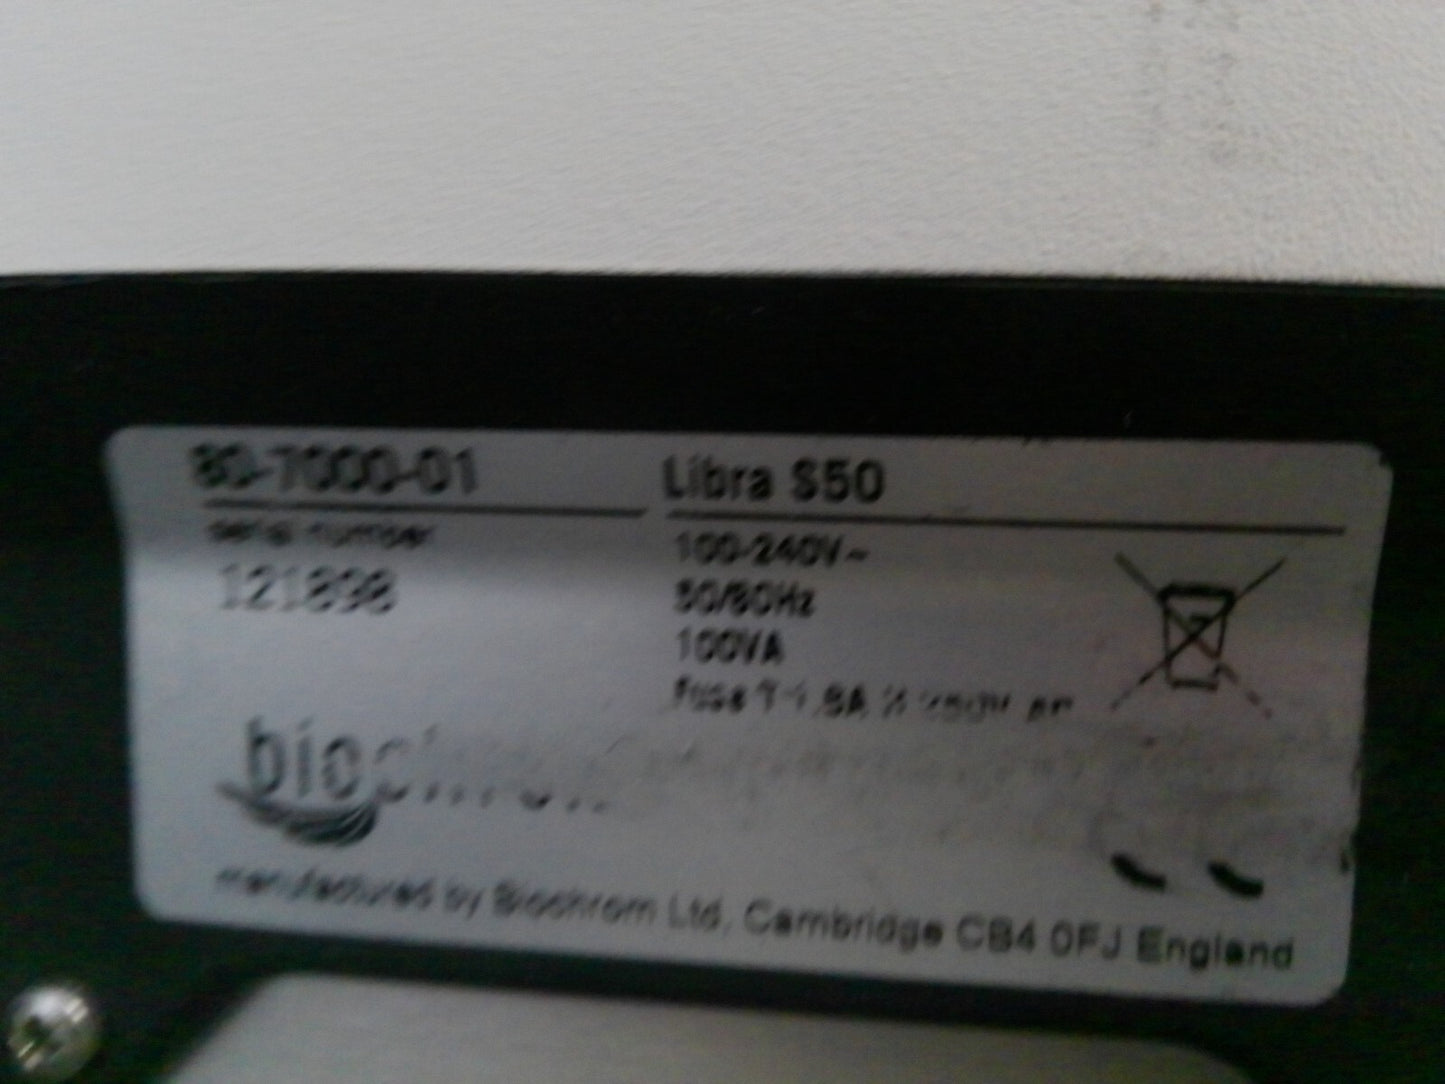 80-7000-01
Libra S50
serial number
121898
100-240V~
50/60Hz
100VA
Fuse
biochrom
manufactured by Biochrom Ltd, Cambridge CB4 0FJ England